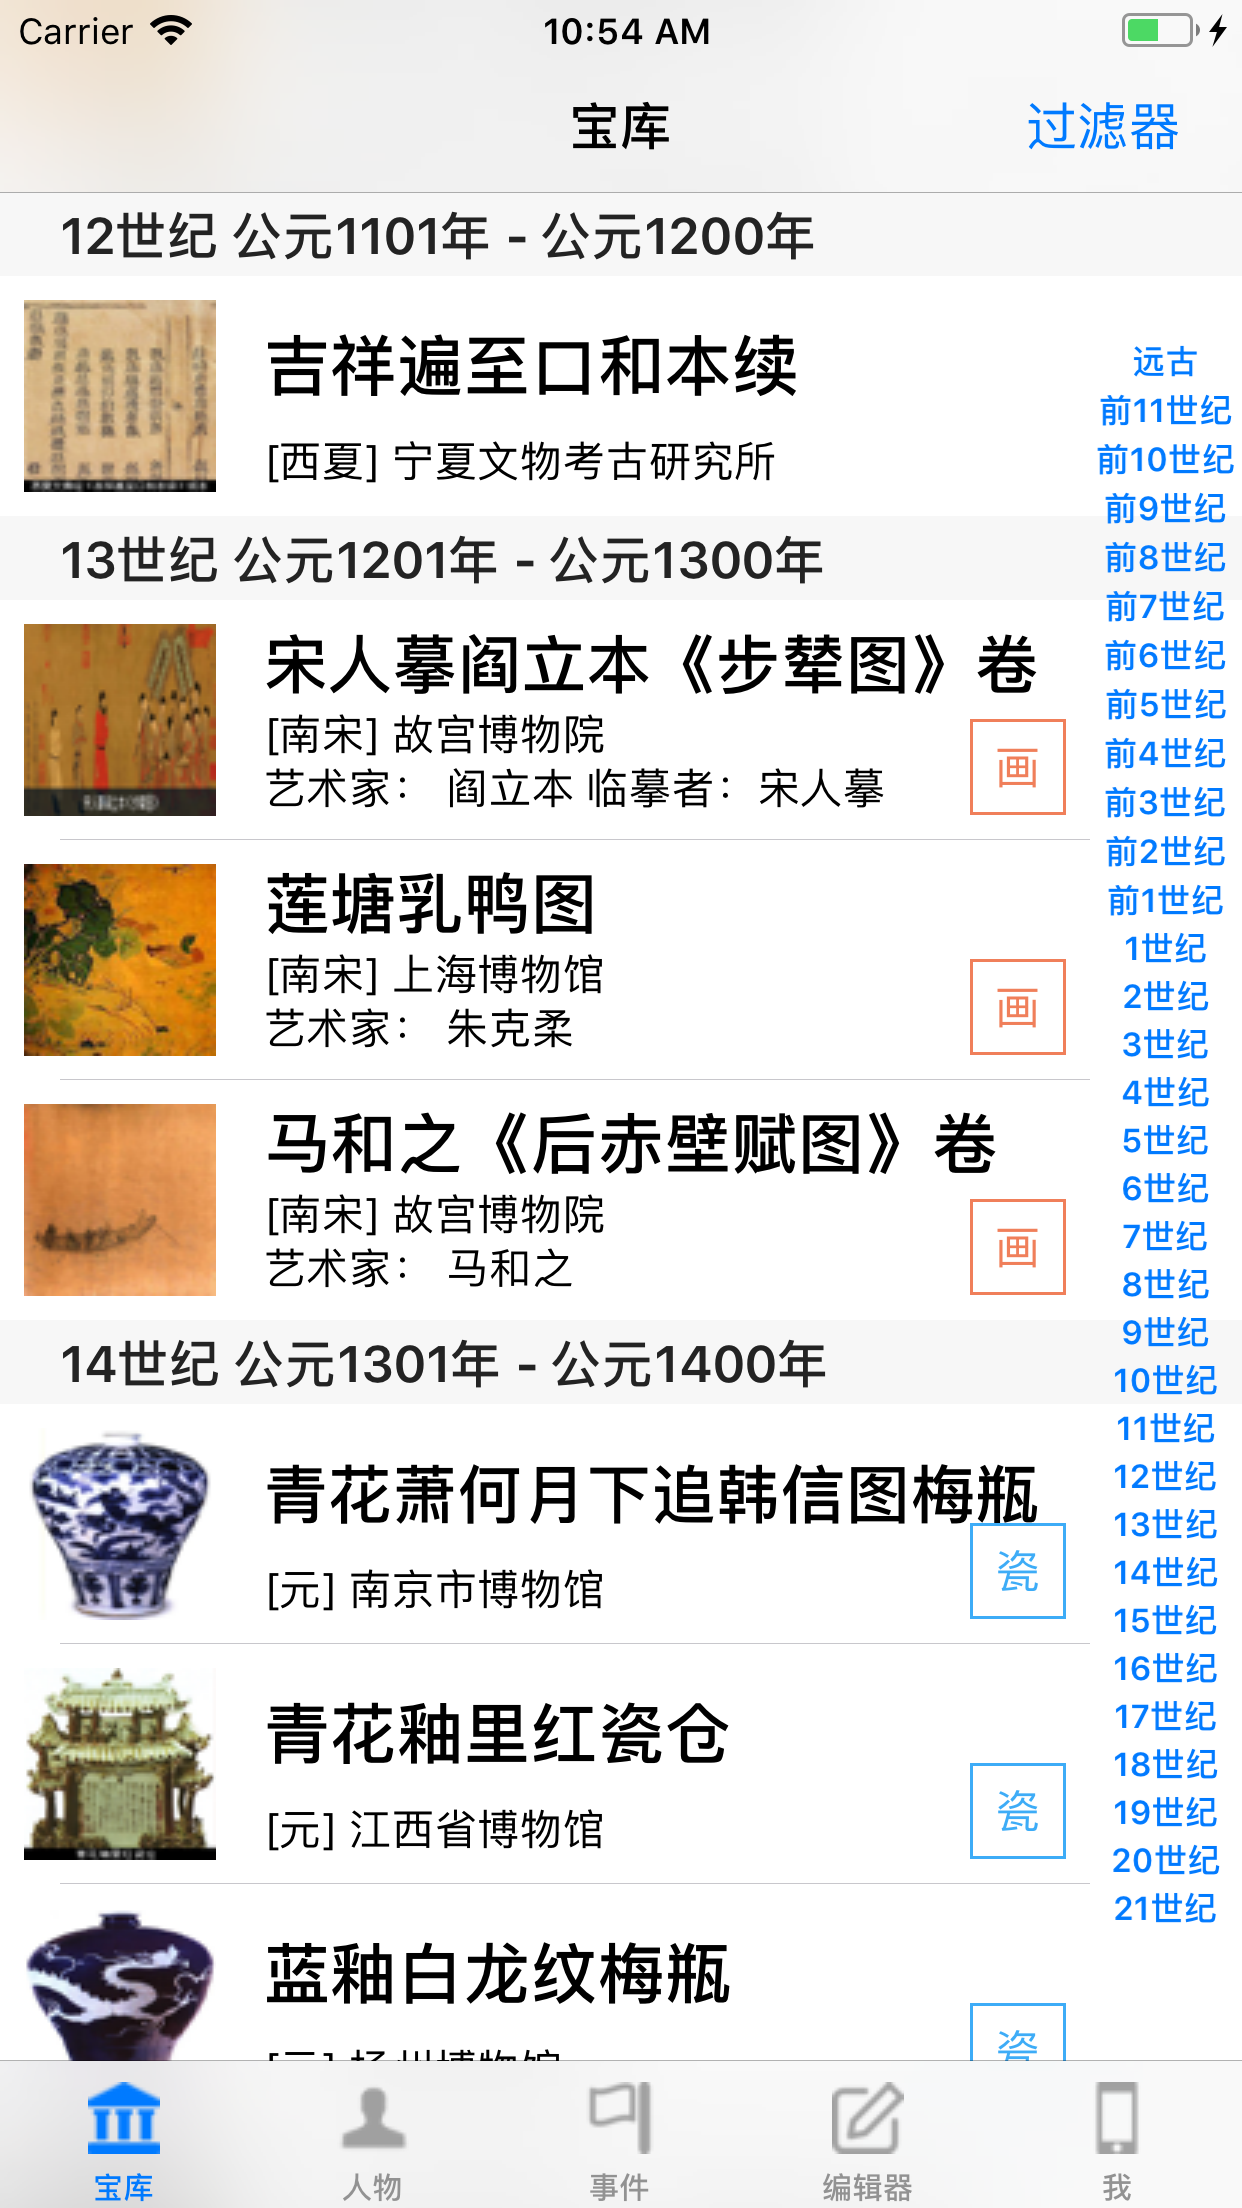 Carrier 10:54 AM
宝库 过滤器
12世纪 公元1101年 - 公元1200年
吉祥遍至口和本续
[西夏] 宁夏文物考古研究所
13世纪 公元1201年 - 公元1300年
宋人摹阎立本《步辇图》卷
[南宋] 故宫博物院
艺术家： 阎立本 临摹者：宋人摹
画
莲塘乳鸭图
[南宋] 上海博物馆
艺术家： 朱克柔
画
马和之《后赤壁赋图》卷
[南宋] 故宫博物院
艺术家： 马和之
画
14世纪 公元1301年 - 公元1400年
青花萧何月下追韩信图梅瓶
[元] 南京市博物馆
瓷
青花釉里红瓷仓
[元] 江西省博物馆
瓷
蓝釉白龙纹梅瓶
[元] 扬州博物馆
瓷
远古
前11世纪
前10世纪
前9世纪
前8世纪
前7世纪
前6世纪
前5世纪
前4世纪
前3世纪
前2世纪
前1世纪
1世纪
2世纪
3世纪
4世纪
5世纪
6世纪
7世纪
8世纪
9世纪
10世纪
11世纪
12世纪
13世纪
14世纪
15世纪
16世纪
17世纪
18世纪
19世纪
20世纪
21世纪
宝库 人物 事件 编辑器 我